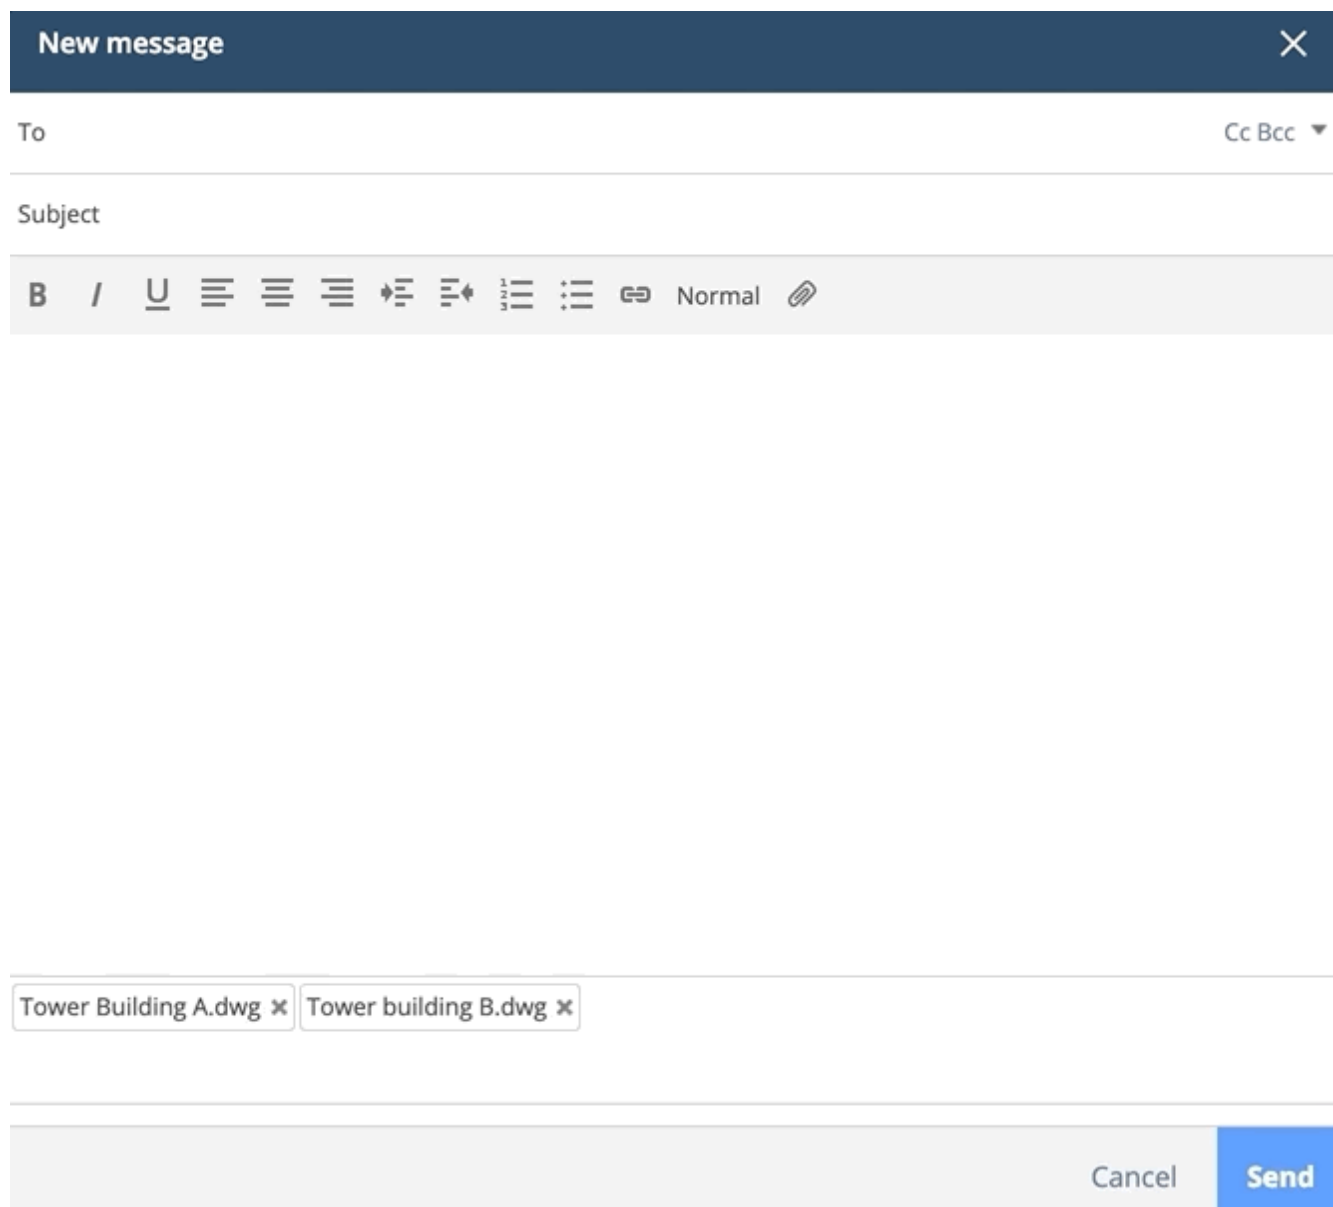 New message
To Cc Bcc
Subject
B I U Normal
Tower Building A.dwg Tower building B.dwg
Cancel Send